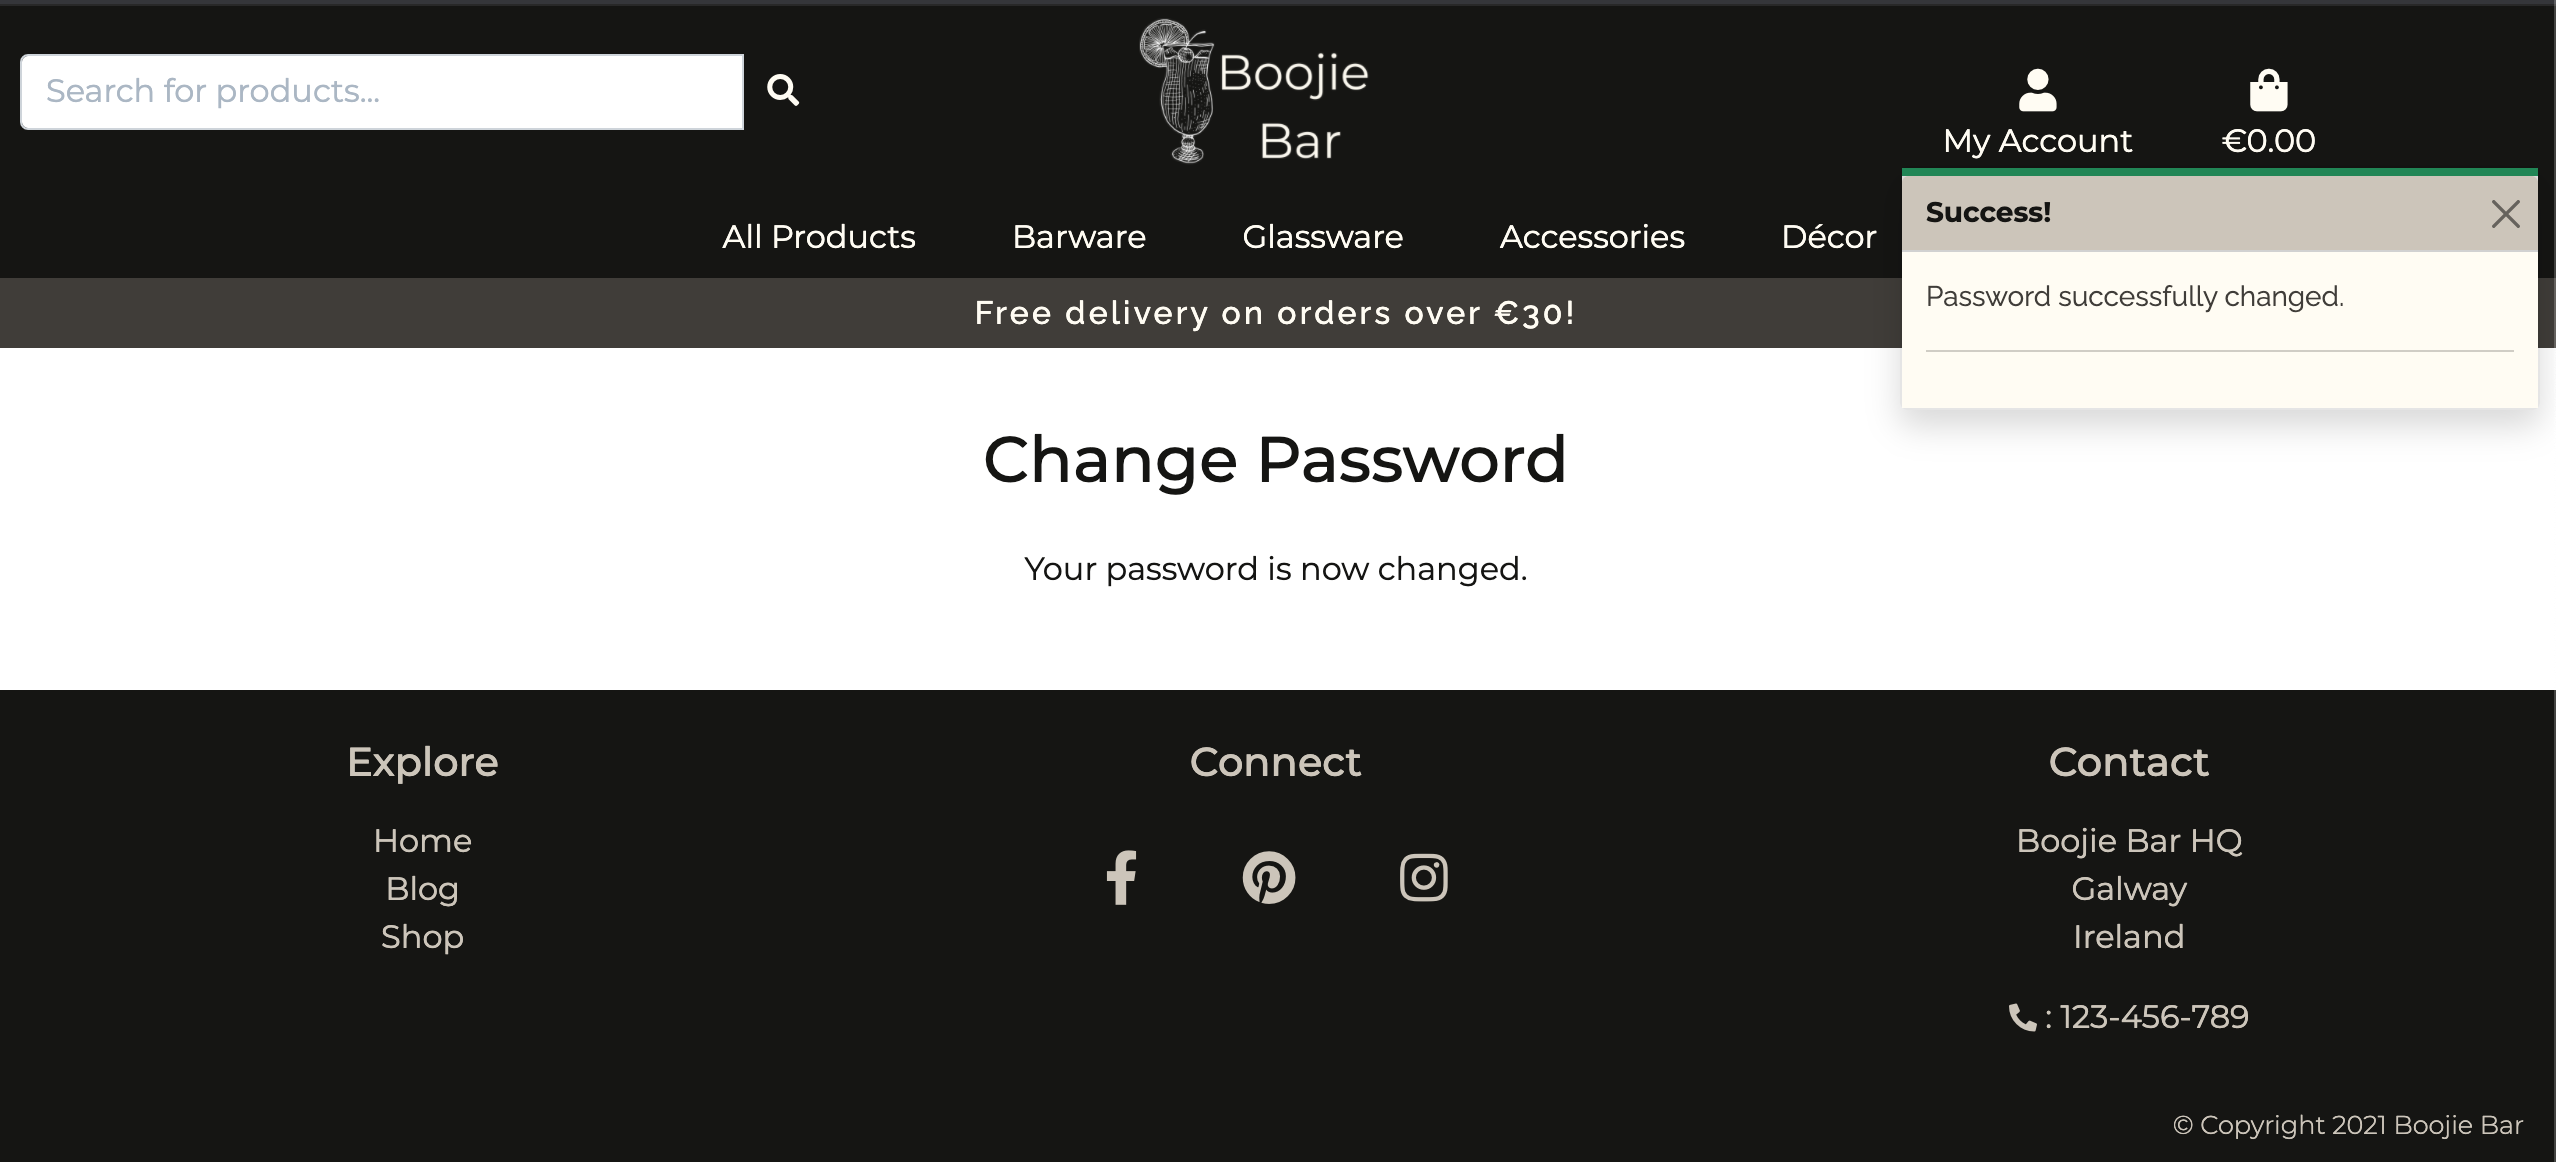 Search for products...
Boojie
Bar
My Account
€0.00
All Products
Barware
Glassware
Accessories
Décor
Success!
Password successfully changed.
Free delivery on orders over €30!
Change Password
Your password is now changed.
Explore
Home
Blog
Shop
Connect
Contact
Boojie Bar HQ
Galway
Ireland
: 123-456-789
© Copyright 2021 Boojie Bar